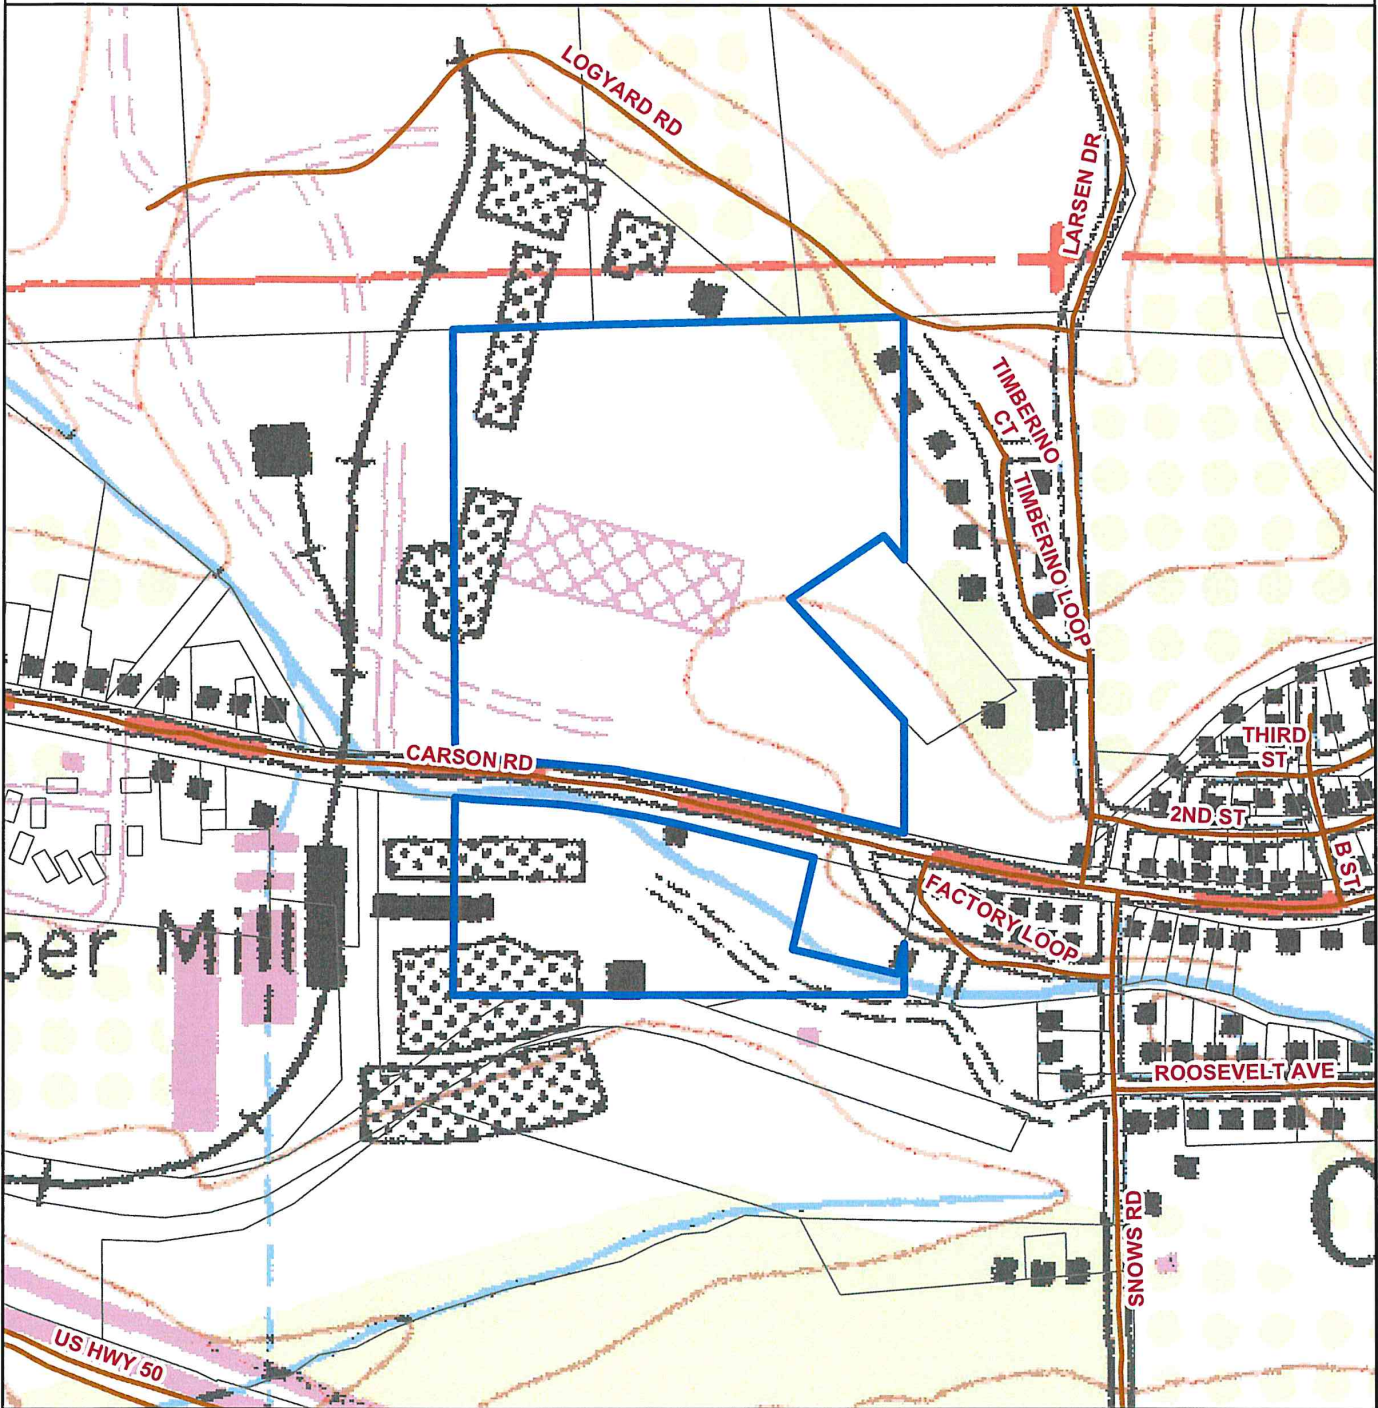 LOGYARD RD
LARSEN DR
TIMBERINO
CT
TIMBERINO LOOP
CARSON RD
THIRD
ST
2ND ST
B ST
FACTORY LOOP
ber Mill
ROOSEVELT AVE
SNOWS RD
US HWY 50